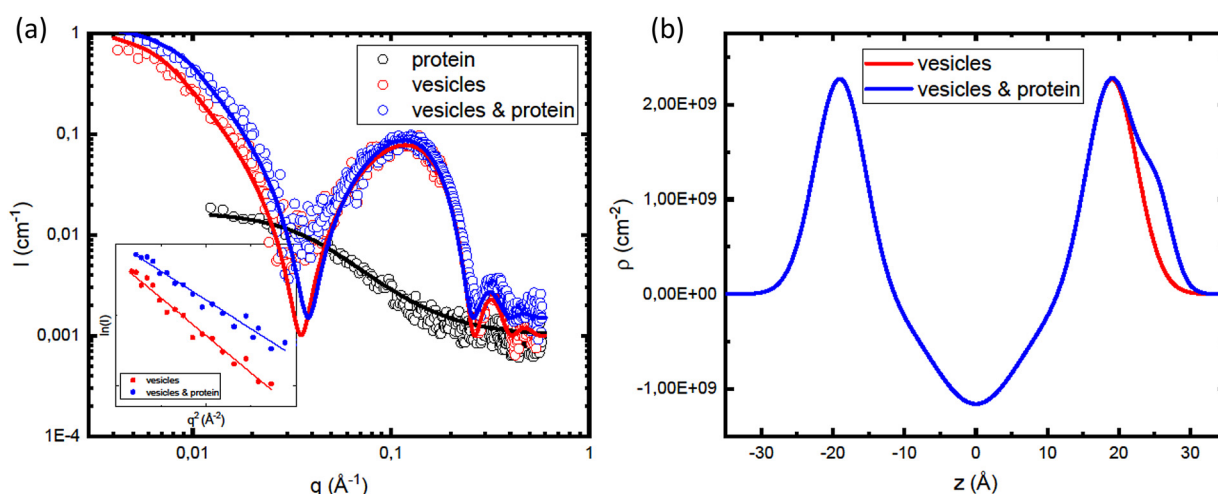 (a)
1
0,1
0,01
0,001
1E-4
I (cm⁻¹)
0,01
0,1
1
q (Å⁻¹)
protein
vesicles
vesicles & protein
ln(I)
q² (Å⁻²)
vesicles
vesicles & protein
(b)
2,00E+09
1,00E+09
0,00E+00
-1,00E+09
ρ (cm⁻²)
-30
-20
-10
0
10
20
30
z (Å)
vesicles
vesicles & protein